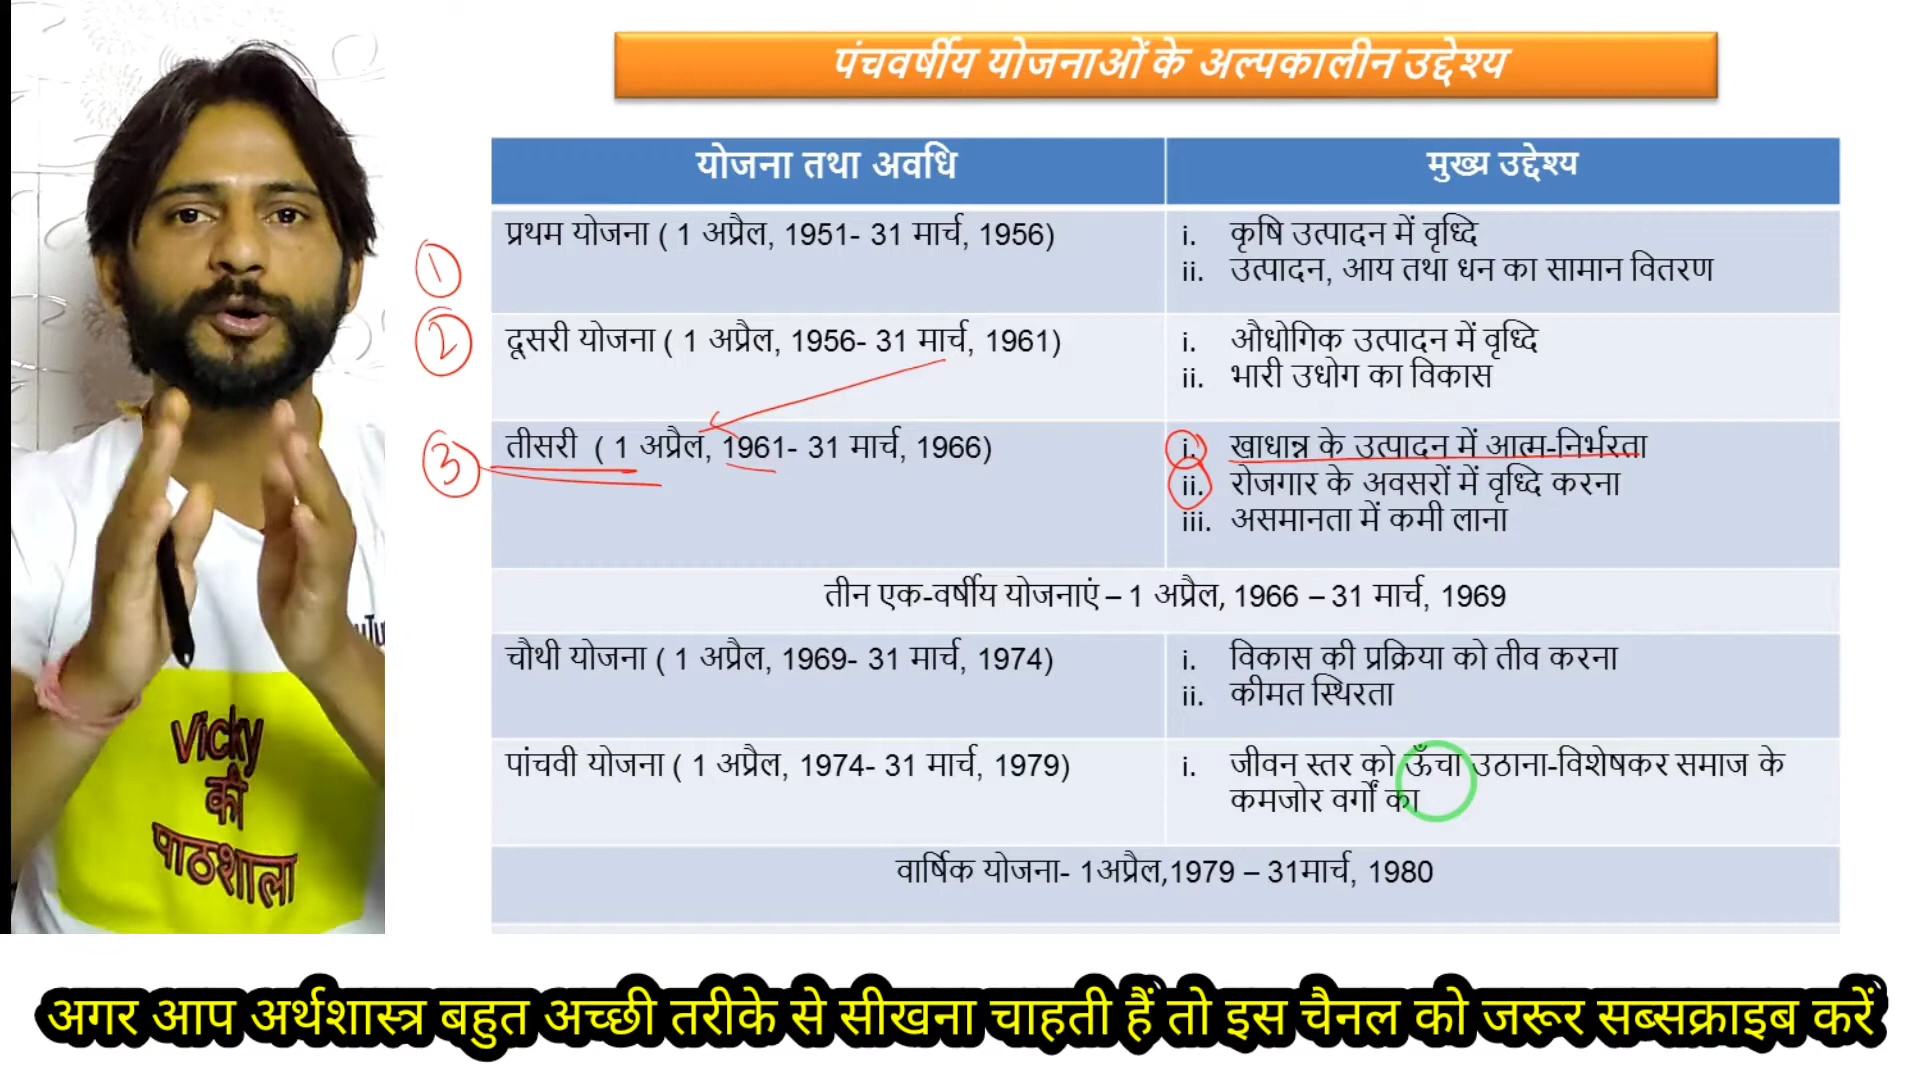 पंचवर्षीय योजनाओं के अल्पकालीन उद्देश्य
योजना तथा अवधि
मुख्य उद्देश्य
प्रथम योजना ( 1 अप्रैल, 1951- 31 मार्च, 1956)
i. कृषि उत्पादन में वृध्दि
ii. उत्पादन, आय तथा धन का सामान वितरण
1
2
दूसरी योजना ( 1 अप्रैल, 1956- 31 मार्च, 1961)
i. औधोगिक उत्पादन में वृध्दि
ii. भारी उधोग का विकास
3
तीसरी ( 1 अप्रैल, 1961- 31 मार्च, 1966)
i. खाधान्न के उत्पादन में आत्म-निर्भरता
ii. रोजगार के अवसरों में वृध्दि करना
iii. असमानता में कमी लाना
तीन एक-वर्षीय योजनाएं – 1 अप्रैल, 1966 – 31 मार्च, 1969
चौथी योजना ( 1 अप्रैल, 1969- 31 मार्च, 1974)
i. विकास की प्रक्रिया को तीव करना
ii. कीमत स्थिरता
पांचवी योजना ( 1 अप्रैल, 1974- 31 मार्च, 1979)
i. जीवन स्तर को ऊँचा उठाना-विशेषकर समाज के
कमजोर वर्गों का
वार्षिक योजना- 1अप्रैल,1979 – 31मार्च, 1980
Vicky
की
पाठशाला
अगर आप अर्थशास्त्र बहुत अच्छी तरीके से सीखना चाहती हैं तो इस चैनल को जरूर सब्सक्राइब करें